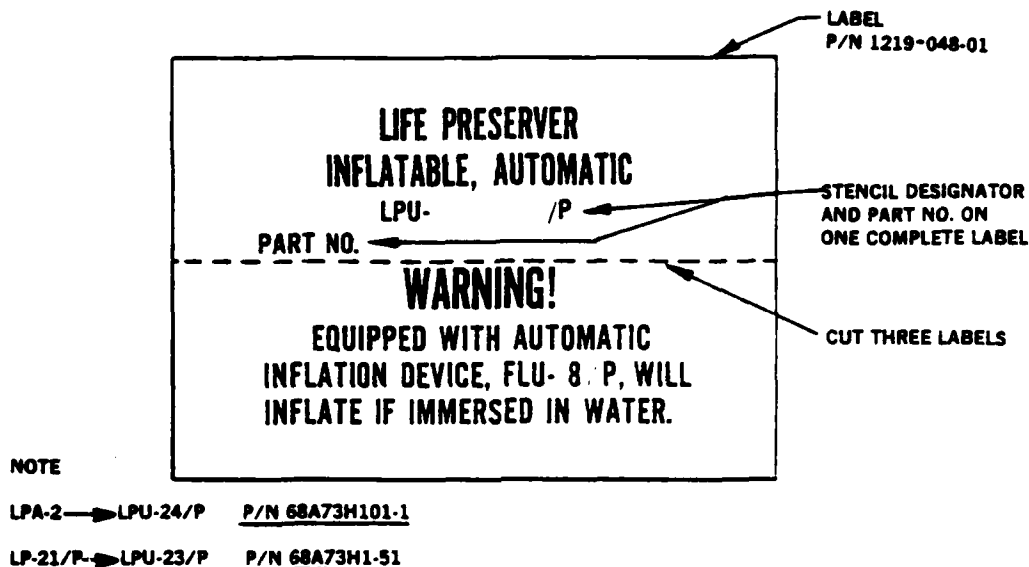 LABEL
P/N 1219-048-01
LIFE PRESERVER
INFLATABLE, AUTOMATIC
LPU- /P
PART NO.
STENCIL DESIGNATOR
AND PART NO. ON
ONE COMPLETE LABEL
WARNING!
EQUIPPED WITH AUTOMATIC
INFLATION DEVICE, FLU- 8 P, WILL
INFLATE IF IMMERSED IN WATER.
CUT THREE LABELS
NOTE
LPA-2 → LPU-24/P P/N 68A73H101-1
LP-21/P → LPU-23/P P/N 68A73H1-51